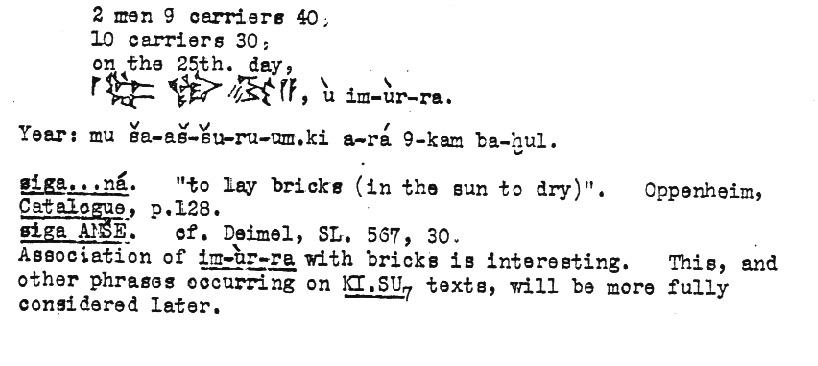 2 men 9 carriers 40;
10 carriers 30;
on the 25th. day,
, ù im-ùr-ra.
Year: mu ša-aš-šu-ru-um.ki a-rá 9-kam ba-ḫul.
siga...ná. "to lay bricks (in the sun to dry)". Oppenheim,
Catalogue, p.128.
siga ANŠE. cf. Deimel, SL. 567, 30.
Association of im-ùr-ra with bricks is interesting. This, and
other phrases occurring on KI.SU7 texts, will be more fully
considered later.